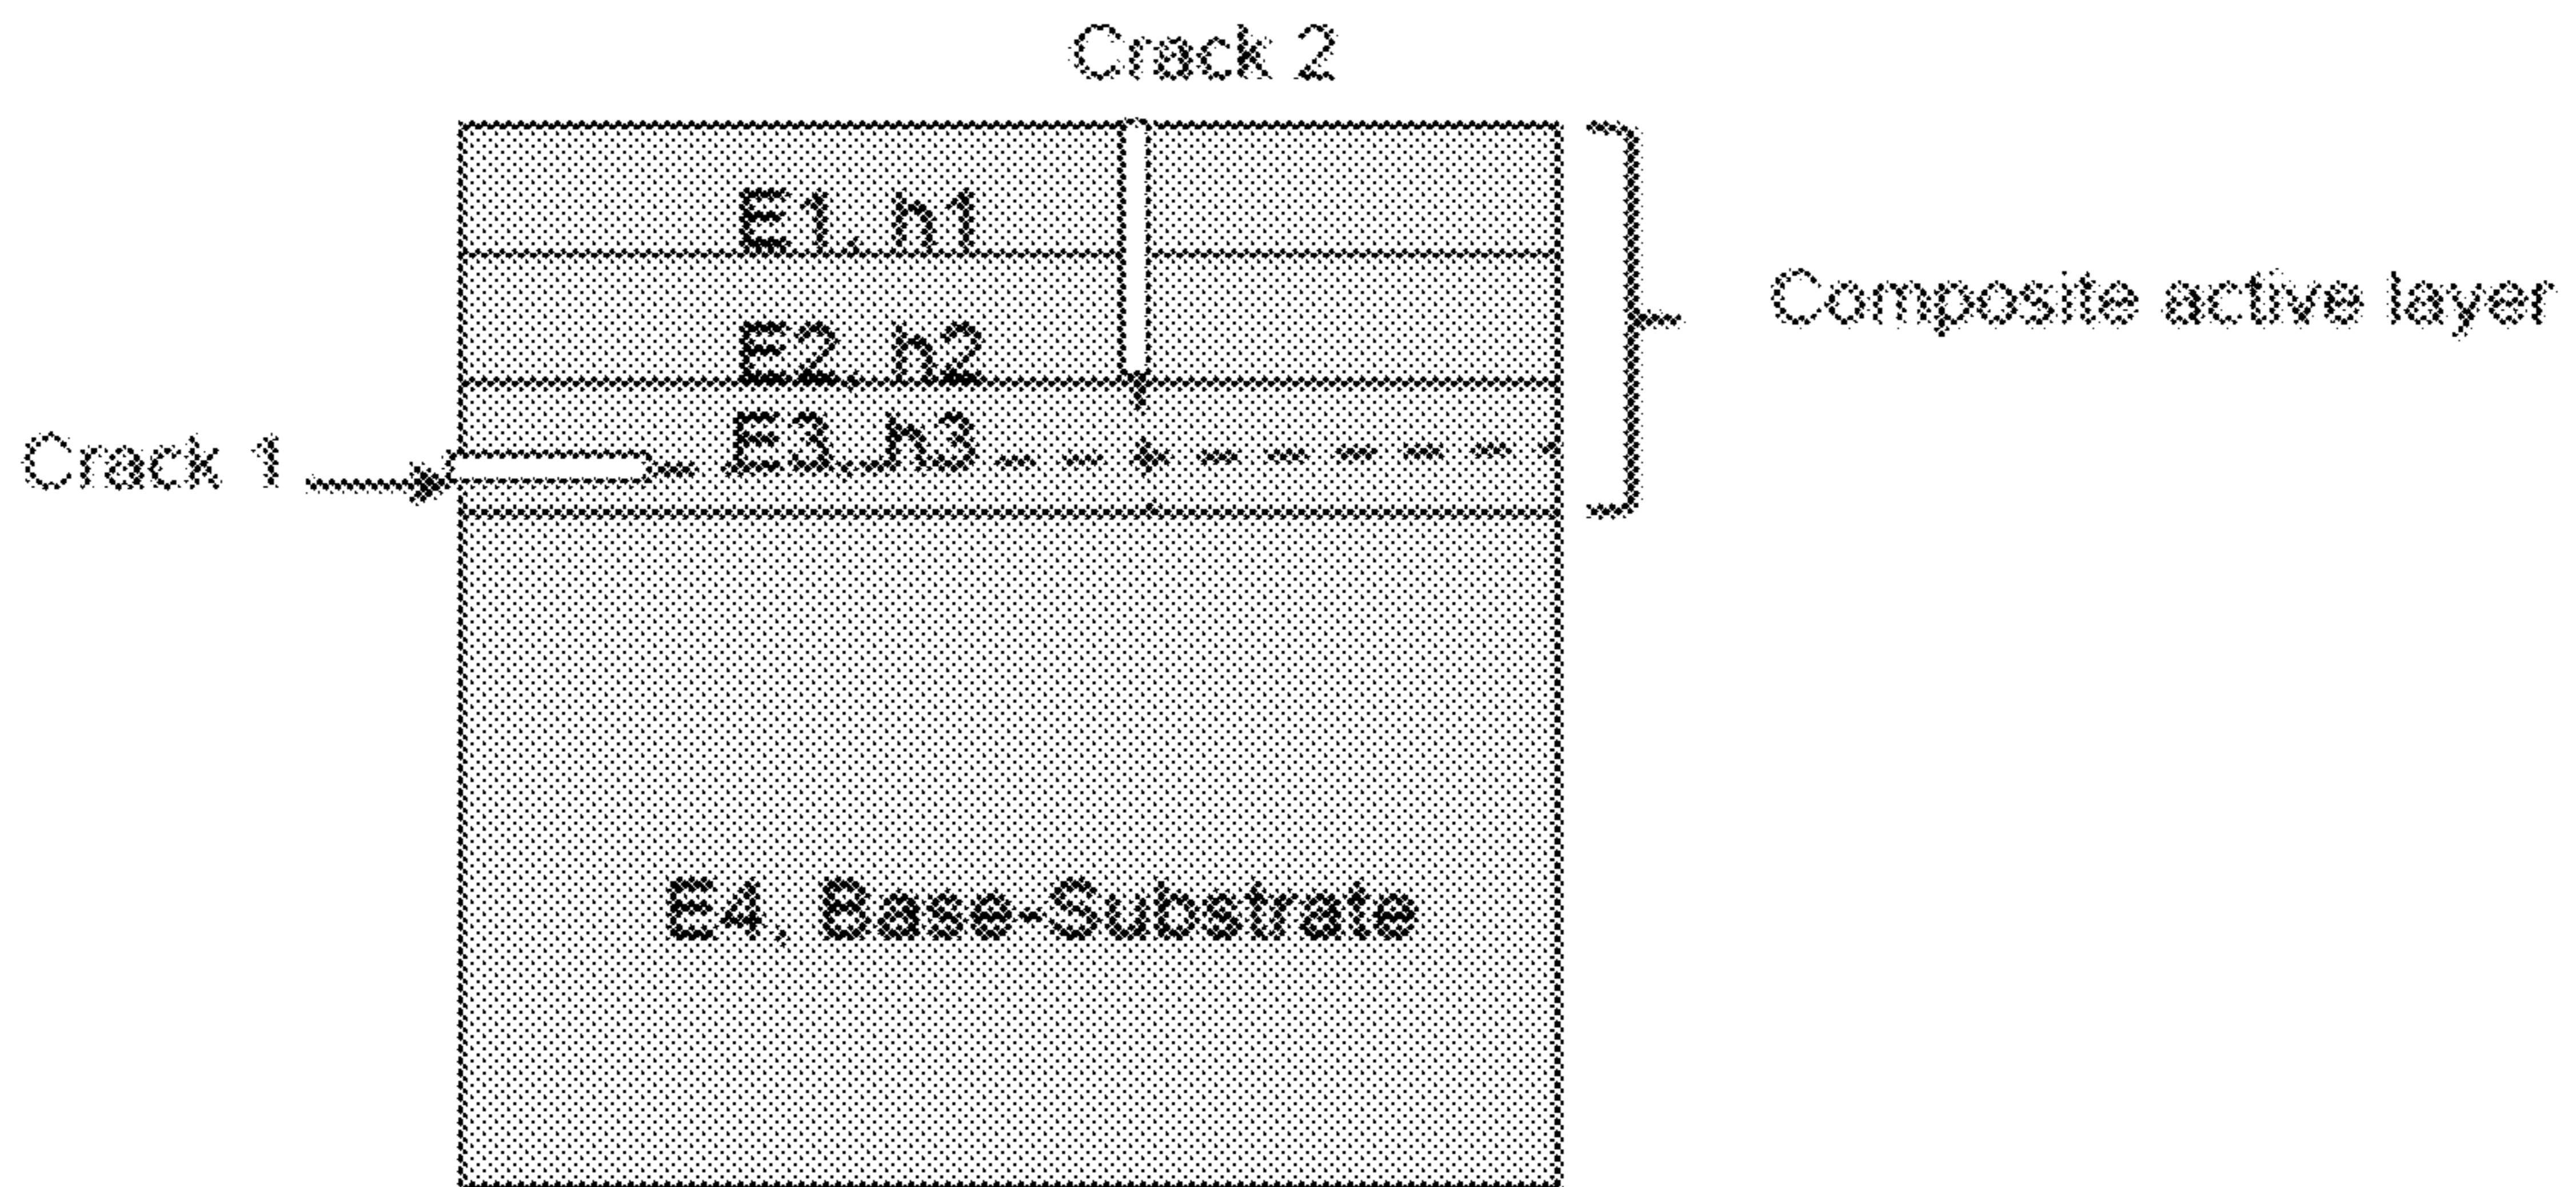 Crack 2
E1, h1
Composite active layer
E2, h2
E3, h3
Crack 1
E4, Base-Substrate